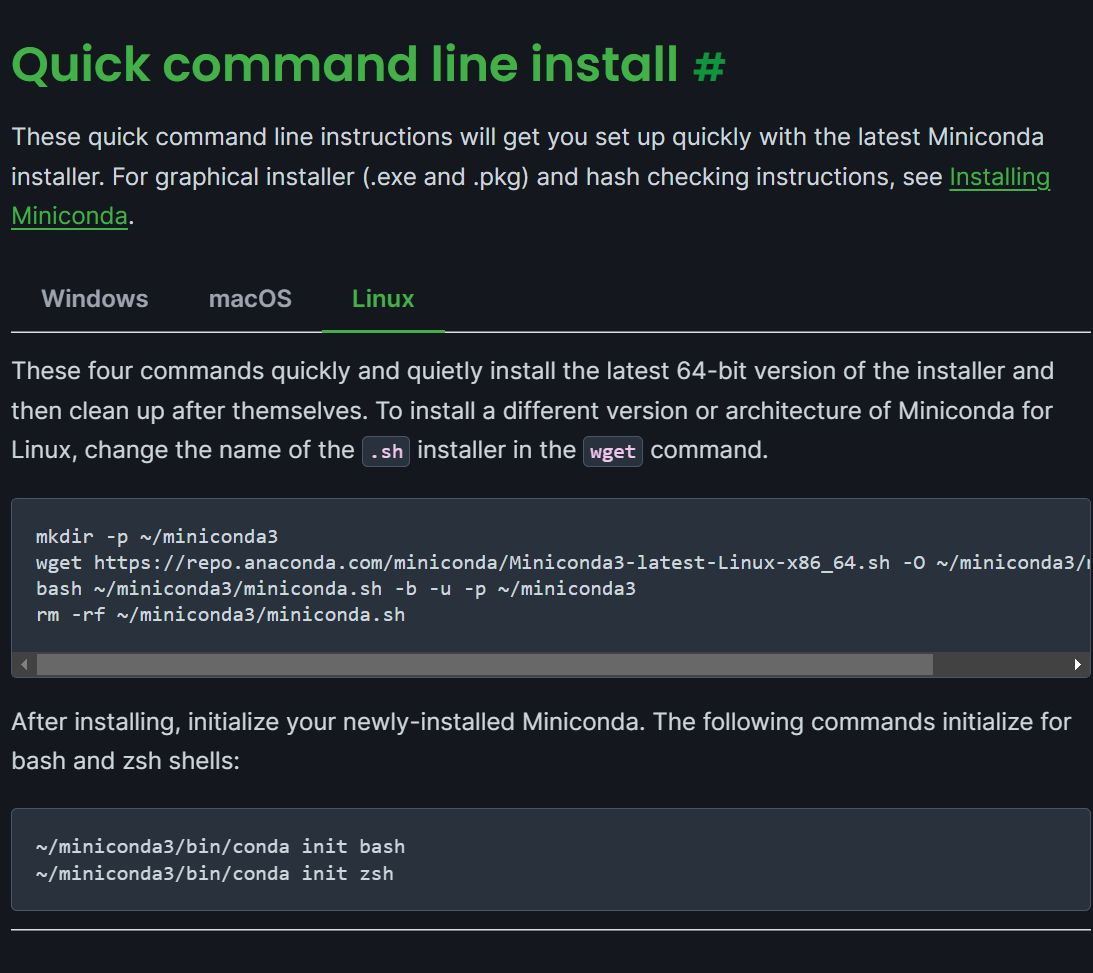 Quick command line install #
These quick command line instructions will get you set up quickly with the latest Miniconda
installer. For graphical installer (.exe and .pkg) and hash checking instructions, see Installing
Miniconda.
Windows macOS Linux
These four commands quickly and quietly install the latest 64-bit version of the installer and
then clean up after themselves. To install a different version or architecture of Miniconda for
Linux, change the name of the .sh installer in the wget command.
mkdir -p ~/miniconda3
wget https://repo.anaconda.com/miniconda/Miniconda3-latest-Linux-x86_64.sh -O ~/miniconda3/
bash ~/miniconda3/miniconda.sh -b -u -p ~/miniconda3
rm -rf ~/miniconda3/miniconda.sh
After installing, initialize your newly-installed Miniconda. The following commands initialize for
bash and zsh shells:
~/miniconda3/bin/conda init bash
~/miniconda3/bin/conda init zsh